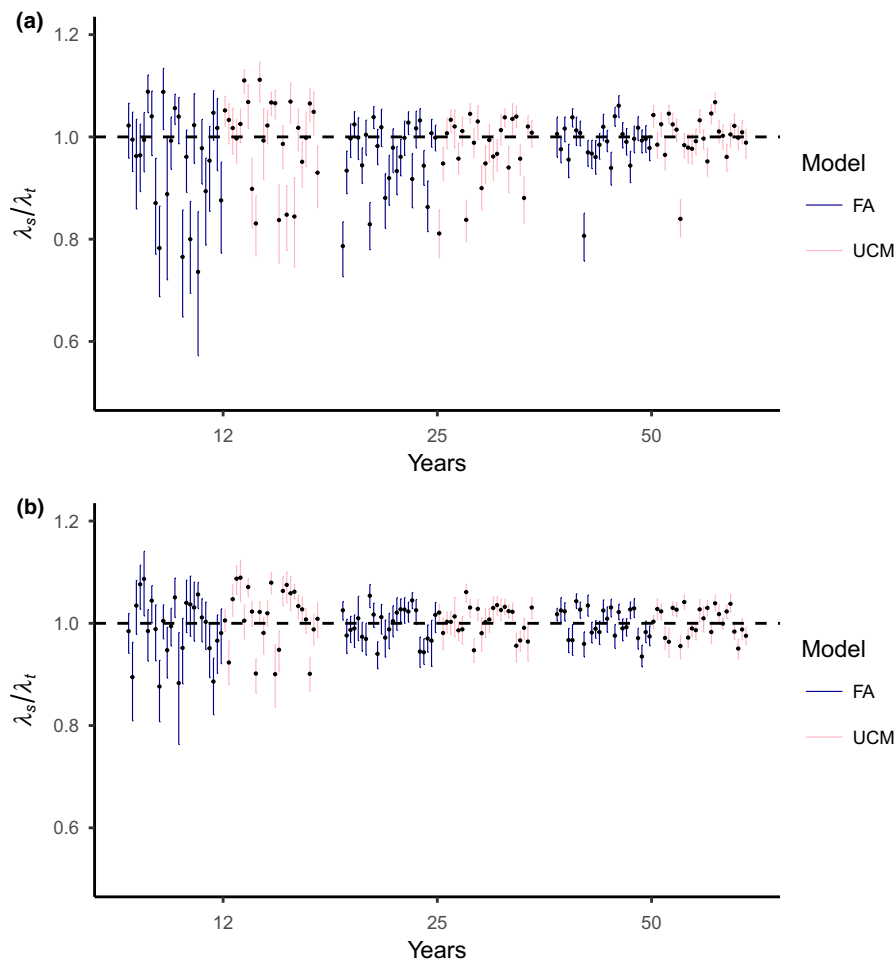 (a)
1.2
1.0
0.8
0.6
λs/λt
12
25
50
Years
Model
FA
UCM
(b)
1.2
1.0
0.8
0.6
λs/λt
12
25
50
Years
Model
FA
UCM